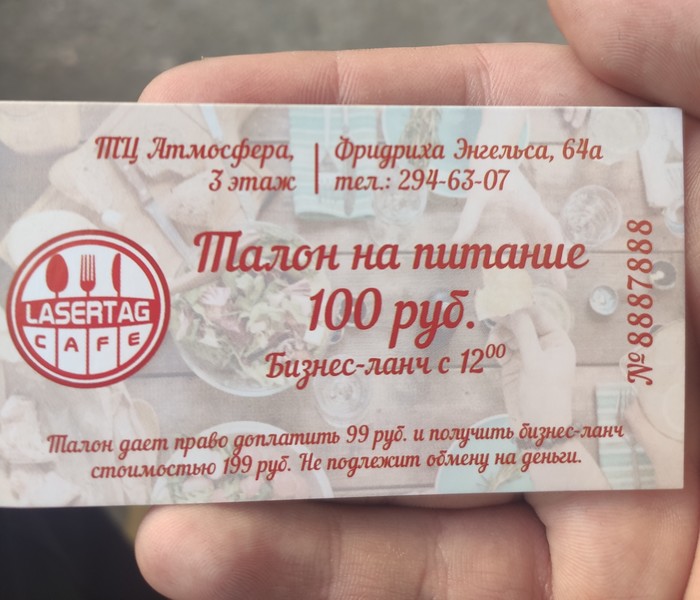 ТЦ Атмосфера,
3 этаж
Фридриха Энгельса, 64а
тел.: 294-63-07
Талон на питание
100 руб.
Бизнес-ланч с 12⁰⁰
LASERTAG
CAFE
№ 8887888
Талон дает право доплатить 99 руб. и получить бизнес-ланч
стоимостью 199 руб. Не подлежит обмену на деньги.